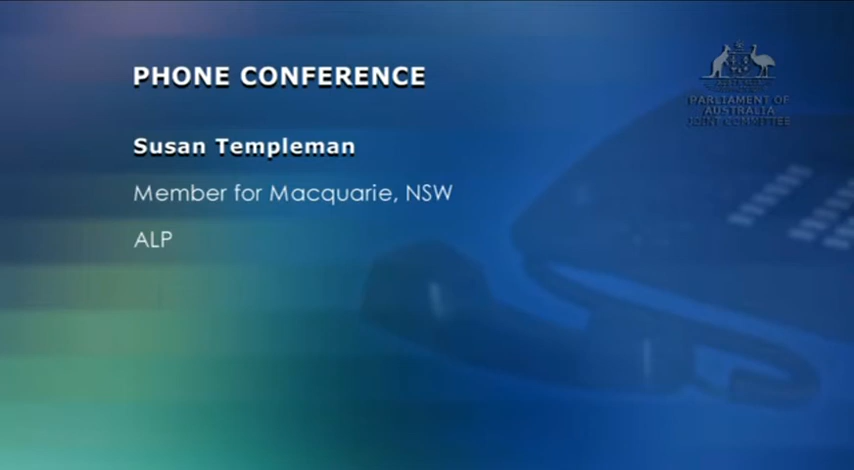 PHONE CONFERENCE
Susan Templeman
Member for Macquarie, NSW
ALP
PARLIAMENT OF
AUSTRALIA
JOINT COMMITTEE